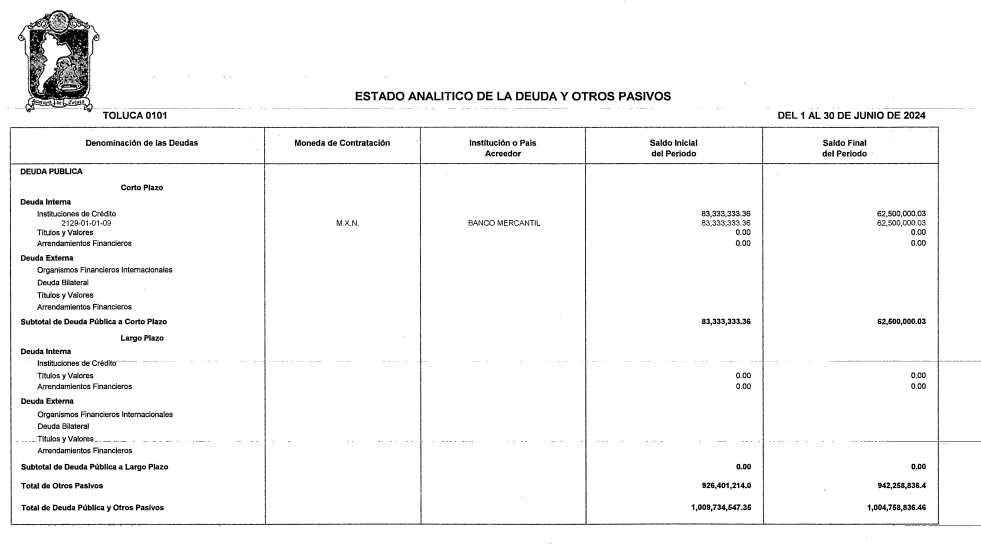 ESTADO ANALITICO DE LA DEUDA Y OTROS PASIVOS
TOLUCA 0101 DEL 1 AL 30 DE JUNIO DE 2024
Denominación de las Deudas Moneda de Contratación Institución o Pais Acreedor Saldo Inicial del Periodo Saldo Final del Periodo
DEUDA PUBLICA
Corto Plazo
Deuda Interna
Instituciones de Crédito 83,333,333.36 62,500,000.03
2129-01-01-09 M.X.N. BANCO MERCANTIL 83,333,333.36 62,500,000.03
Títulos y Valores 0.00 0.00
Arrendamientos Financieros 0.00 0.00
Deuda Externa
Organismos Financieros Internacionales
Deuda Bilateral
Títulos y Valores
Arrendamientos Financieros
Subtotal de Deuda Pública a Corto Plazo 83,333,333.36 62,500,000.03
Largo Plazo
Deuda Interna
Instituciones de Crédito
Títulos y Valores 0.00 0.00
Arrendamientos Financieros 0.00 0.00
Deuda Externa
Organismos Financieros Internacionales
Deuda Bilateral
Títulos y Valores
Arrendamientos Financieros
Subtotal de Deuda Pública a Largo Plazo 0.00 0.00
Total de Otros Pasivos 926,401,214.0 942,258,836.4
Total de Deuda Pública y Otros Pasivos 1,009,734,547.35 1,004,758,836.46